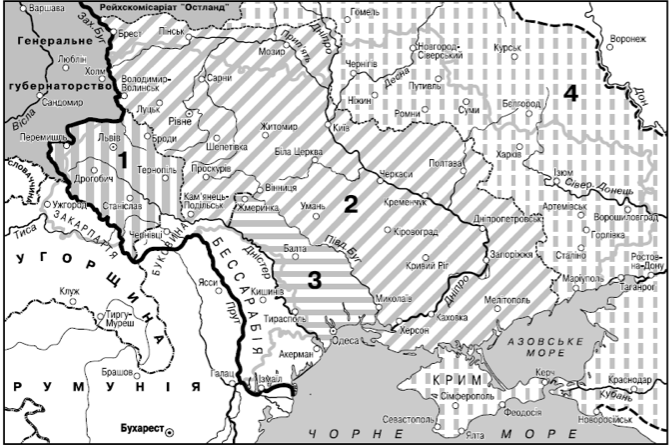 Варшава
Рейхскомісаріат "Остланд"
Гомель
Зах.Буг
Брест
Пінськ
Прип'ять
Дніпро
Воронеж
Генеральне
Мозир
Новгород-
Сіверський
Курськ
Люблін
Чернігів
Десна
Холм
Володимир-
Волинськ
Сарни
Путивль
4
Дон
губернаторство
Ніжин
Суми
Бєлгород
Сандомир
Луцьк
Рівне
Ромни
Вісла
Житомир
Київ
Перемишль
Львів
Броди
Шепетівка
Біла Церква
Харків
1
Полтава
Дрогобич
Тернопіль
Проскурів
Черкаси
Ізюм
Сівер. Донець
Вінниця
Ужгород
Станіслав
Кам'янець-
Подільськ
Жмеринка
Умань
2
Кременчук
Артемівськ
Ворошиловград
ЗАКАРПАТТЯ
Дніпропетровськ
Тиса
Чернівці
Кіровоград
Горлівка
БУКОВИНА
Півд.Буг
Балта
Запоріжжя
Сталіно
Ростов-
на-Дону
УГОРЩИНА
БЕССАРАБІЯ
Дністер
Кривий Ріг
Маріуполь
Таганрог
Ясси
3
Клуж
Кишинів
Миколаїв
Дніпро
Мелітополь
Прут
Тирасполь
Каховка
Тиргу-
Муреш
Одеса
Херсон
АЗОВСЬКЕ
МОРЕ
Акерман
Брашов
Галац
Ізмаїл
КРИМ
Керч
Краснодар
РУМУНІЯ
Сімферополь
Кубань
Феодосія
Новоросійськ
Бухарест
Севастополь
Ялта
ЧОРНЕ МОРЕ